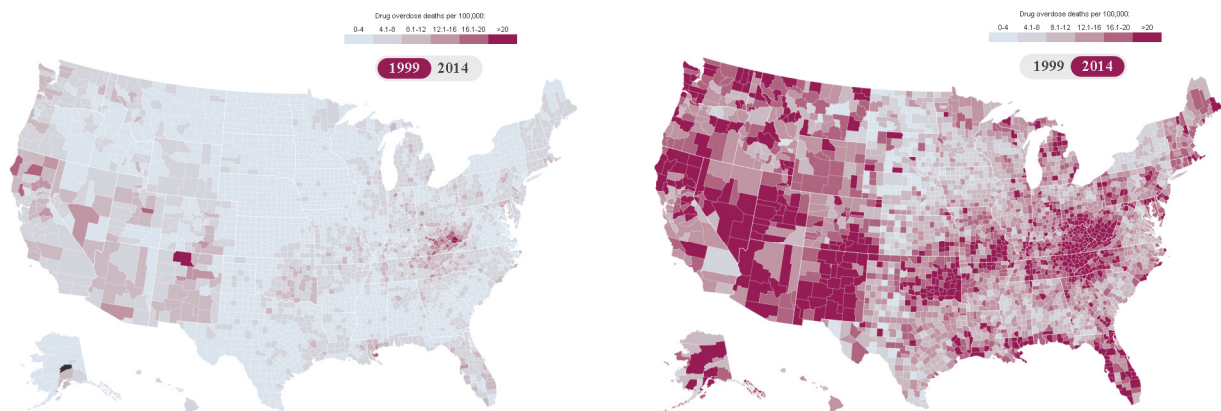 Drug overdose deaths per 100,000:
0-4 4.1-8 8.1-12 12.1-16 16.1-20 >20
1999 2014
Drug overdose deaths per 100,000:
0-4 4.1-8 8.1-12 12.1-16 16.1-20 >20
1999 2014